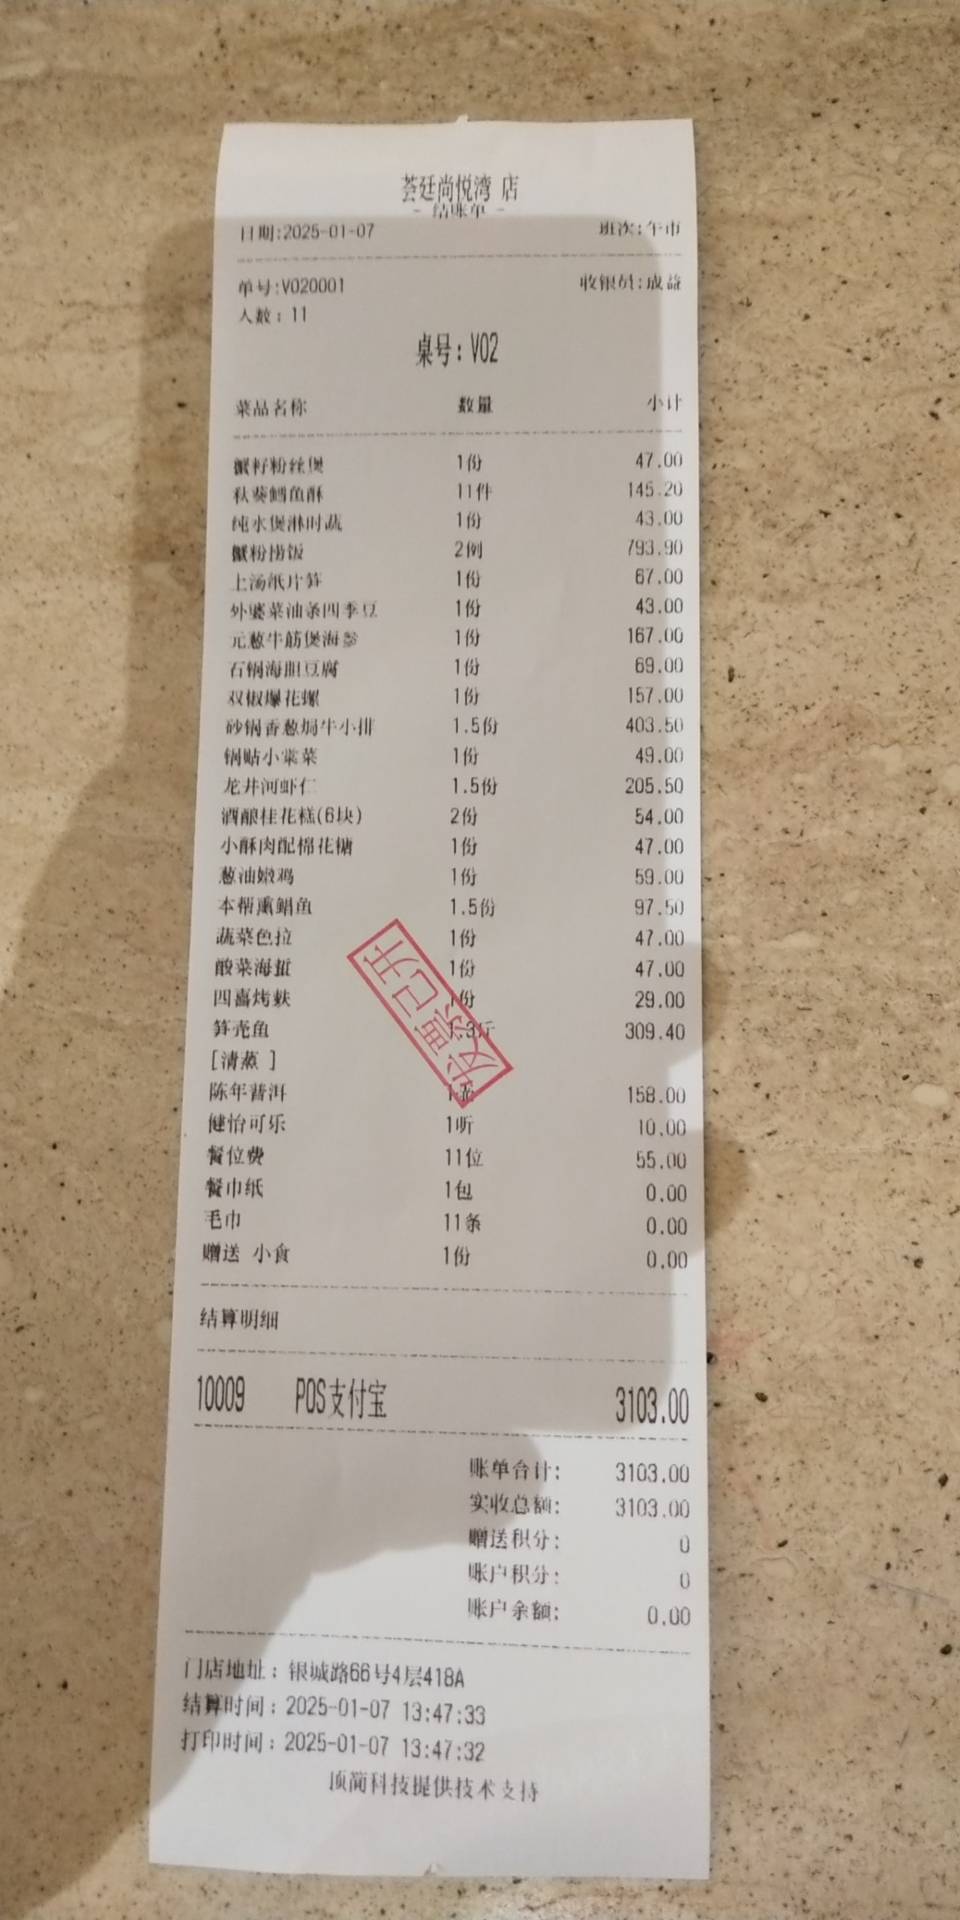 荟廷尚悦湾 店
- 结账单 -
日期:2025-01-07 班次:午市
单号:V020001 收银员:成益
人数: 11
桌号: V02
菜品名称 数量 小计
蟹籽粉丝煲 1份 47.00
秋葵鳕鱼酥 11件 145.20
纯水煲淋时蔬 1份 43.00
蟹粉捞饭 2例 793.90
上汤纸片笋 1份 67.00
外婆菜油条四季豆 1份 43.00
元葱牛筋煲海参 1份 167.00
石锅海胆豆腐 1份 69.00
双椒爆花螺 1份 157.00
砂锅香葱焗牛小排 1.5份 403.50
锅贴小棠菜 1份 49.00
龙井河虾仁 1.5份 205.50
酒酿桂花糕(6块) 2份 54.00
小酥肉配棉花糖 1份 47.00
葱油嫩鸡 1份 59.00
本帮熏鲳鱼 1.5份 97.50
蔬菜色拉 1份 47.00
酸菜海蜇 1份 47.00
四喜烤麸 1份 29.00
笋壳鱼 1.3斤 309.40
[清蒸 ]
陈年普洱 1壶 158.00
健怡可乐 1听 10.00
餐位费 11位 55.00
餐巾纸 1包 0.00
毛巾 11条 0.00
赠送 小食 1份 0.00
发票已开
结算明细
10009 POS支付宝 3103.00
账单合计: 3103.00
实收总额: 3103.00
赠送积分: 0
账户积分: 0
账户余额: 0.00
门店地址: 银城路66号4层418A
结算时间: 2025-01-07 13:47:33
打印时间: 2025-01-07 13:47:32
顶简科技提供技术支持